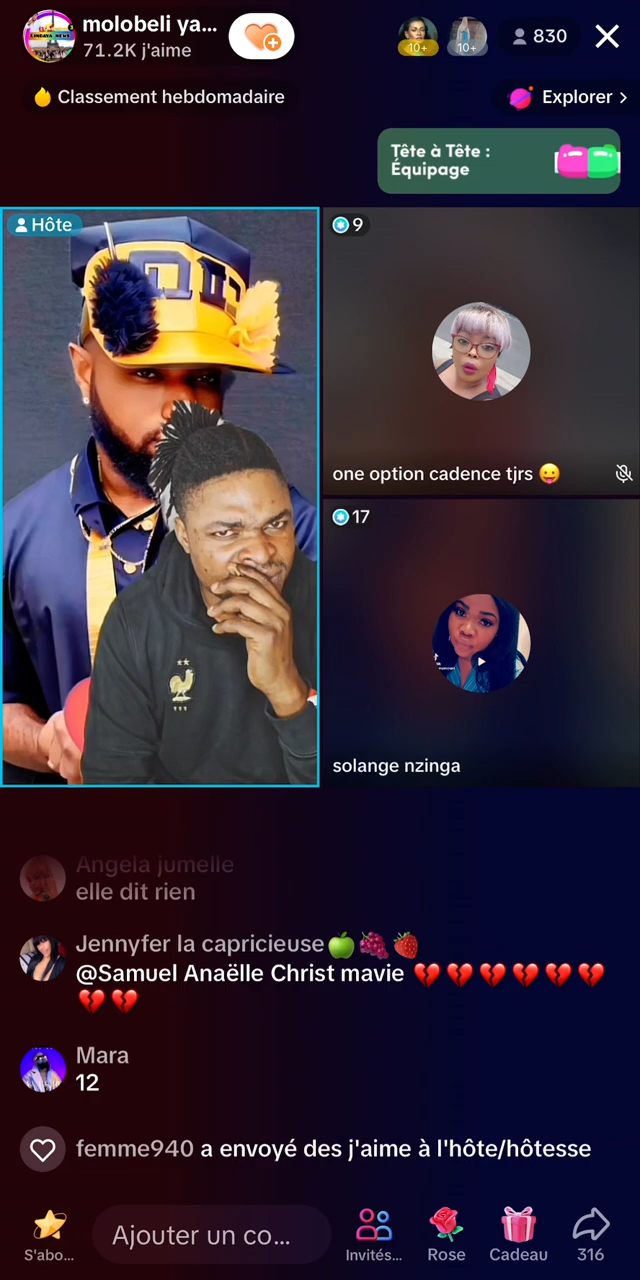 molobeli ya...
71.2K j'aime
10+
10+
830
Classement hebdomadaire
Explorer
Tête à Tête :
Équipage
Hôte
9
one option cadence tjrs 😛
17
solange nzinga
Angela jumelle
elle dit rien
Jennyfer la capricieuse🍏🍇🍓
@Samuel Anaëlle Christ mavie 💔💔💔💔💔💔
💔💔
Mara
12
femme940 a envoyé des j'aime à l'hôte/hôtesse
S'abo...
Ajouter un co...
Invités...
Rose
Cadeau
316